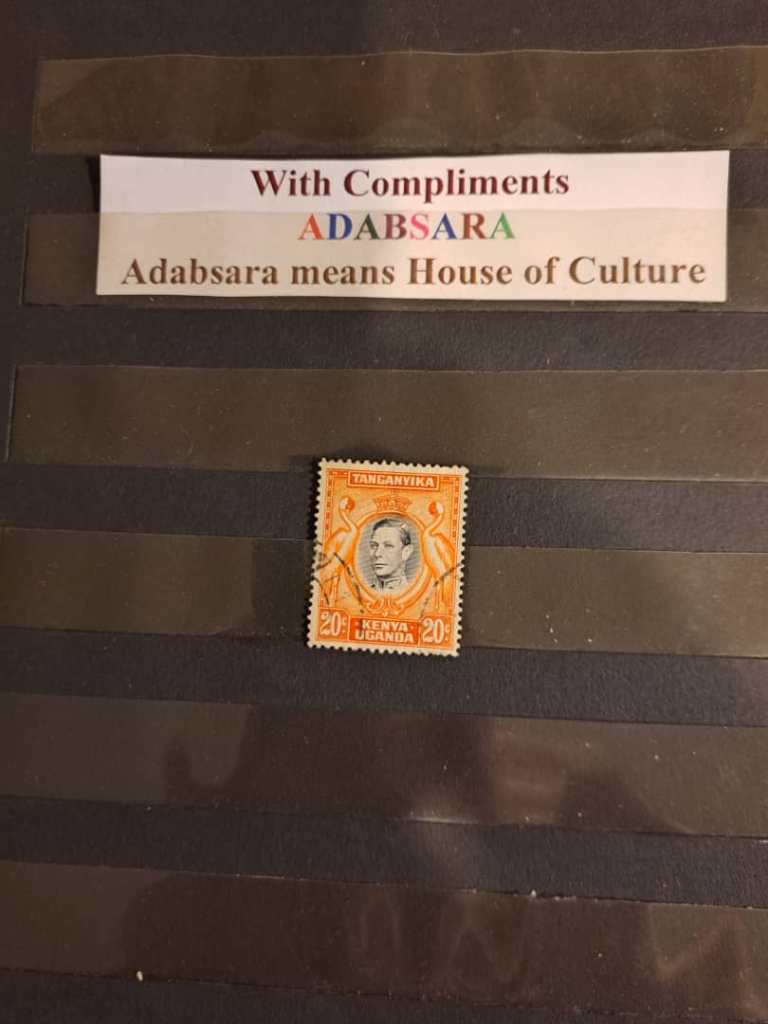 With Compliments
ADABSARA
Adabsara means House of Culture
TANGANYIKA
20c
KENYA
UGANDA
20c